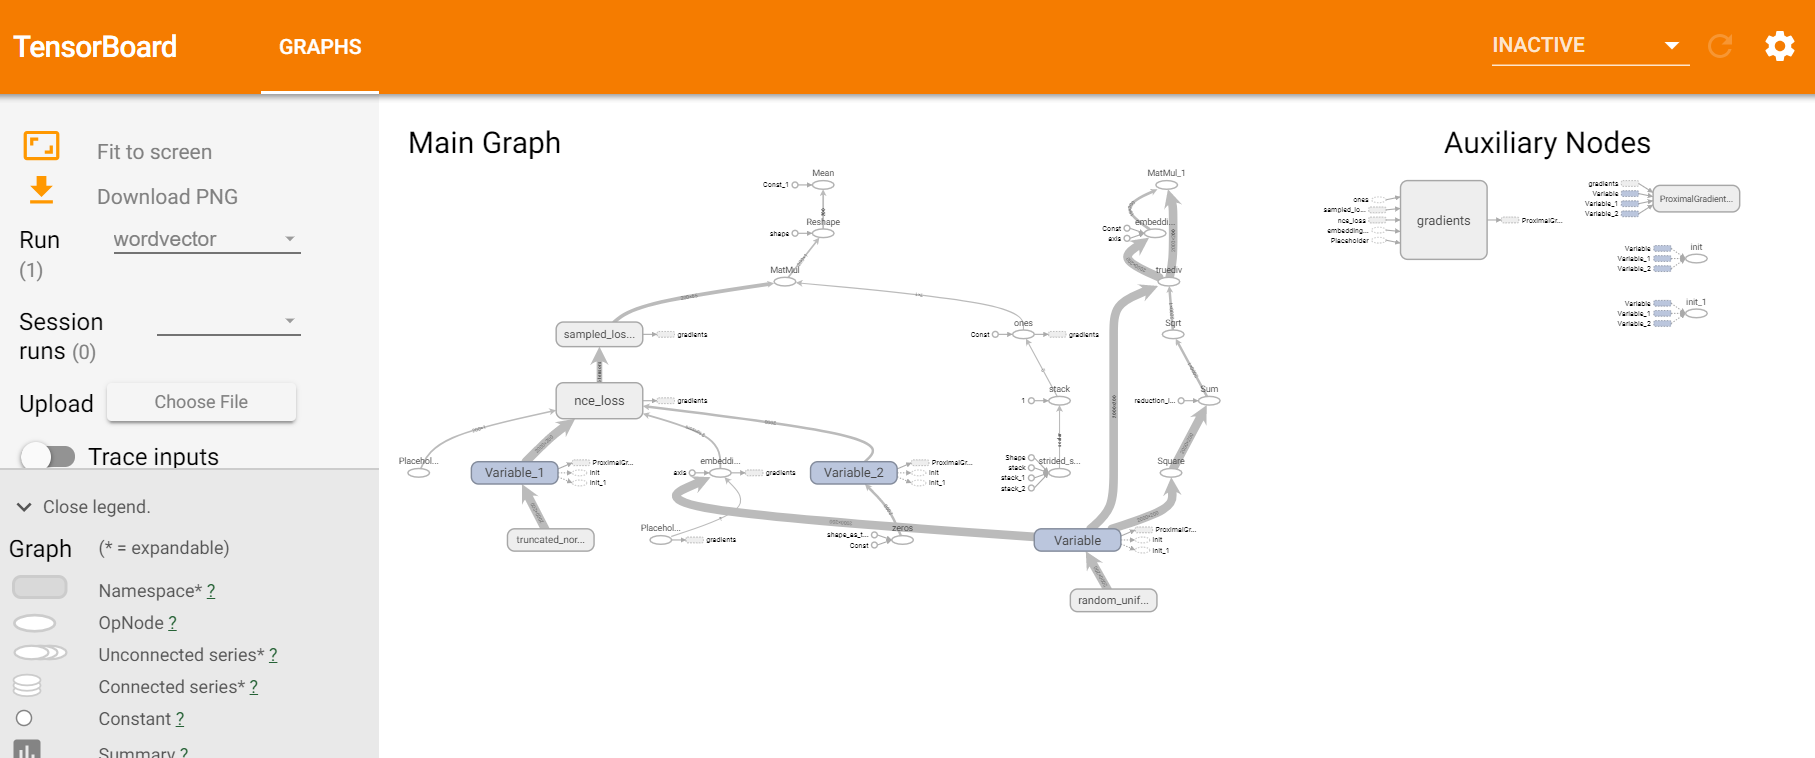 TensorBoard
GRAPHS
INACTIVE
Fit to screen
Download PNG
Run
(1)
wordvector
Session
runs (0)
Upload
Choose File
Trace inputs
Close legend.
Graph
(* = expandable)
Namespace* ?
OpNode ?
Unconnected series* ?
Connected series* ?
Constant ?
Summary ?
Main Graph
Mean
Const_1
Reshape
shape
MatMul
sampled_los...
gradients
nce_loss
gradients
Placehol...
Variable_1
ProximalGr...
init
init_1
truncated_nor...
embeddi...
axis
gradients
Placehol...
gradients
Variable_2
ProximalGr...
init
init_1
zeros
shape_as_t...
Const
ones
Const
gradients
stack
1
strided_s...
Shape
stack
stack_1
stack_2
MatMul_1
embeddi...
Const
axis
truediv
Sqrt
Sum
reduction_i...
Square
Variable
ProximalGr...
init
init_1
random_unif...
Auxiliary Nodes
ones
sampled_lo...
nce_loss
embedding...
Placeholder
gradients
ProximalGr...
gradients
Variable
Variable_1
Variable_2
ProximalGradient...
init
Variable
Variable_1
Variable_2
init_1
Variable
Variable_1
Variable_2